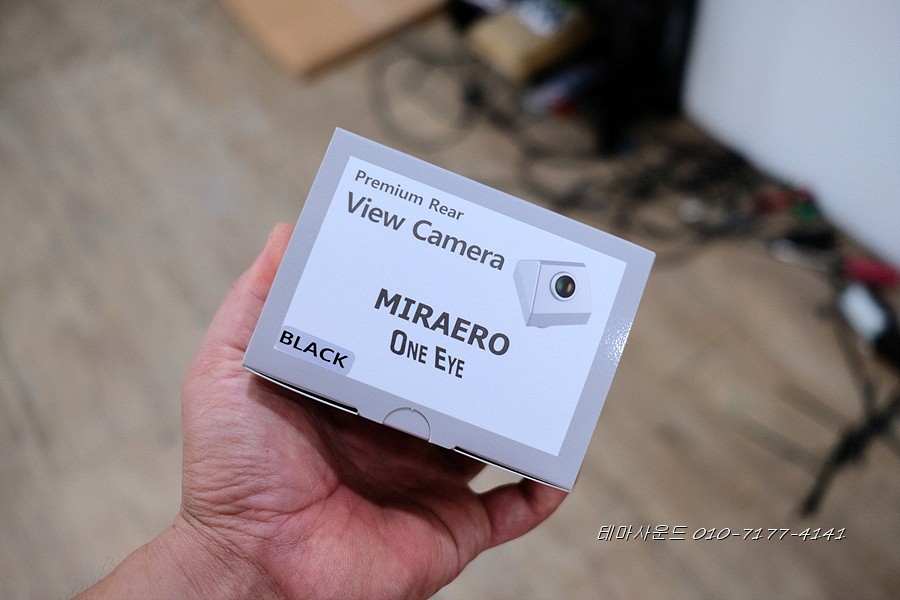 Premium Rear
View Camera
MIRAERO
ONE EYE
BLACK
테마사운드 010-7177-4141